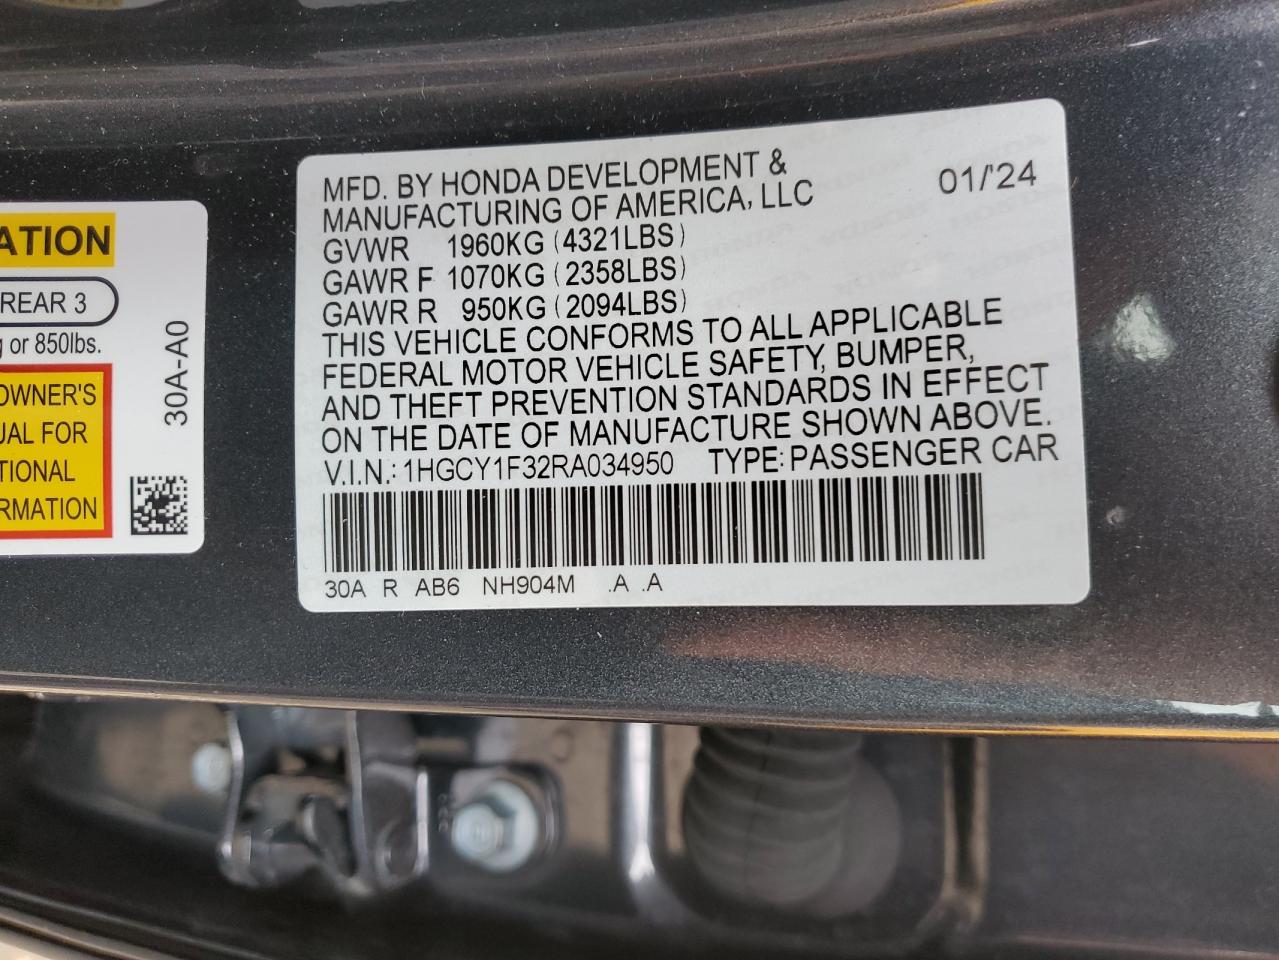 ATION
REAR 3
g or 850lbs.
OWNER'S
UAL FOR
TIONAL
RMATION
30A-A0
MFD. BY HONDA DEVELOPMENT &
MANUFACTURING OF AMERICA, LLC
01/'24
GVWR 1960KG (4321LBS)
GAWR F 1070KG (2358LBS)
GAWR R 950KG (2094LBS)
THIS VEHICLE CONFORMS TO ALL APPLICABLE
FEDERAL MOTOR VEHICLE SAFETY, BUMPER,
AND THEFT PREVENTION STANDARDS IN EFFECT
ON THE DATE OF MANUFACTURE SHOWN ABOVE.
V.I.N.: 1HGCY1F32RA034950 TYPE: PASSENGER CAR
30A R AB6 NH904M .A .A